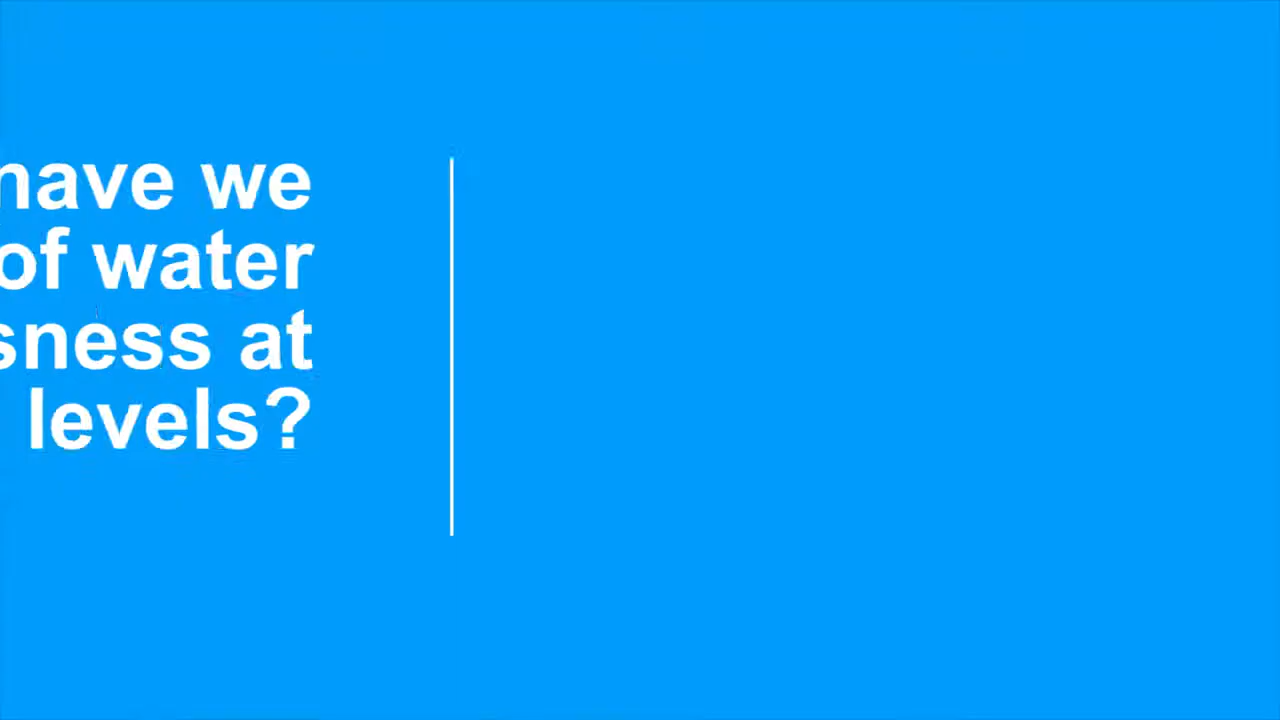 have we
of water
sness at
levels?